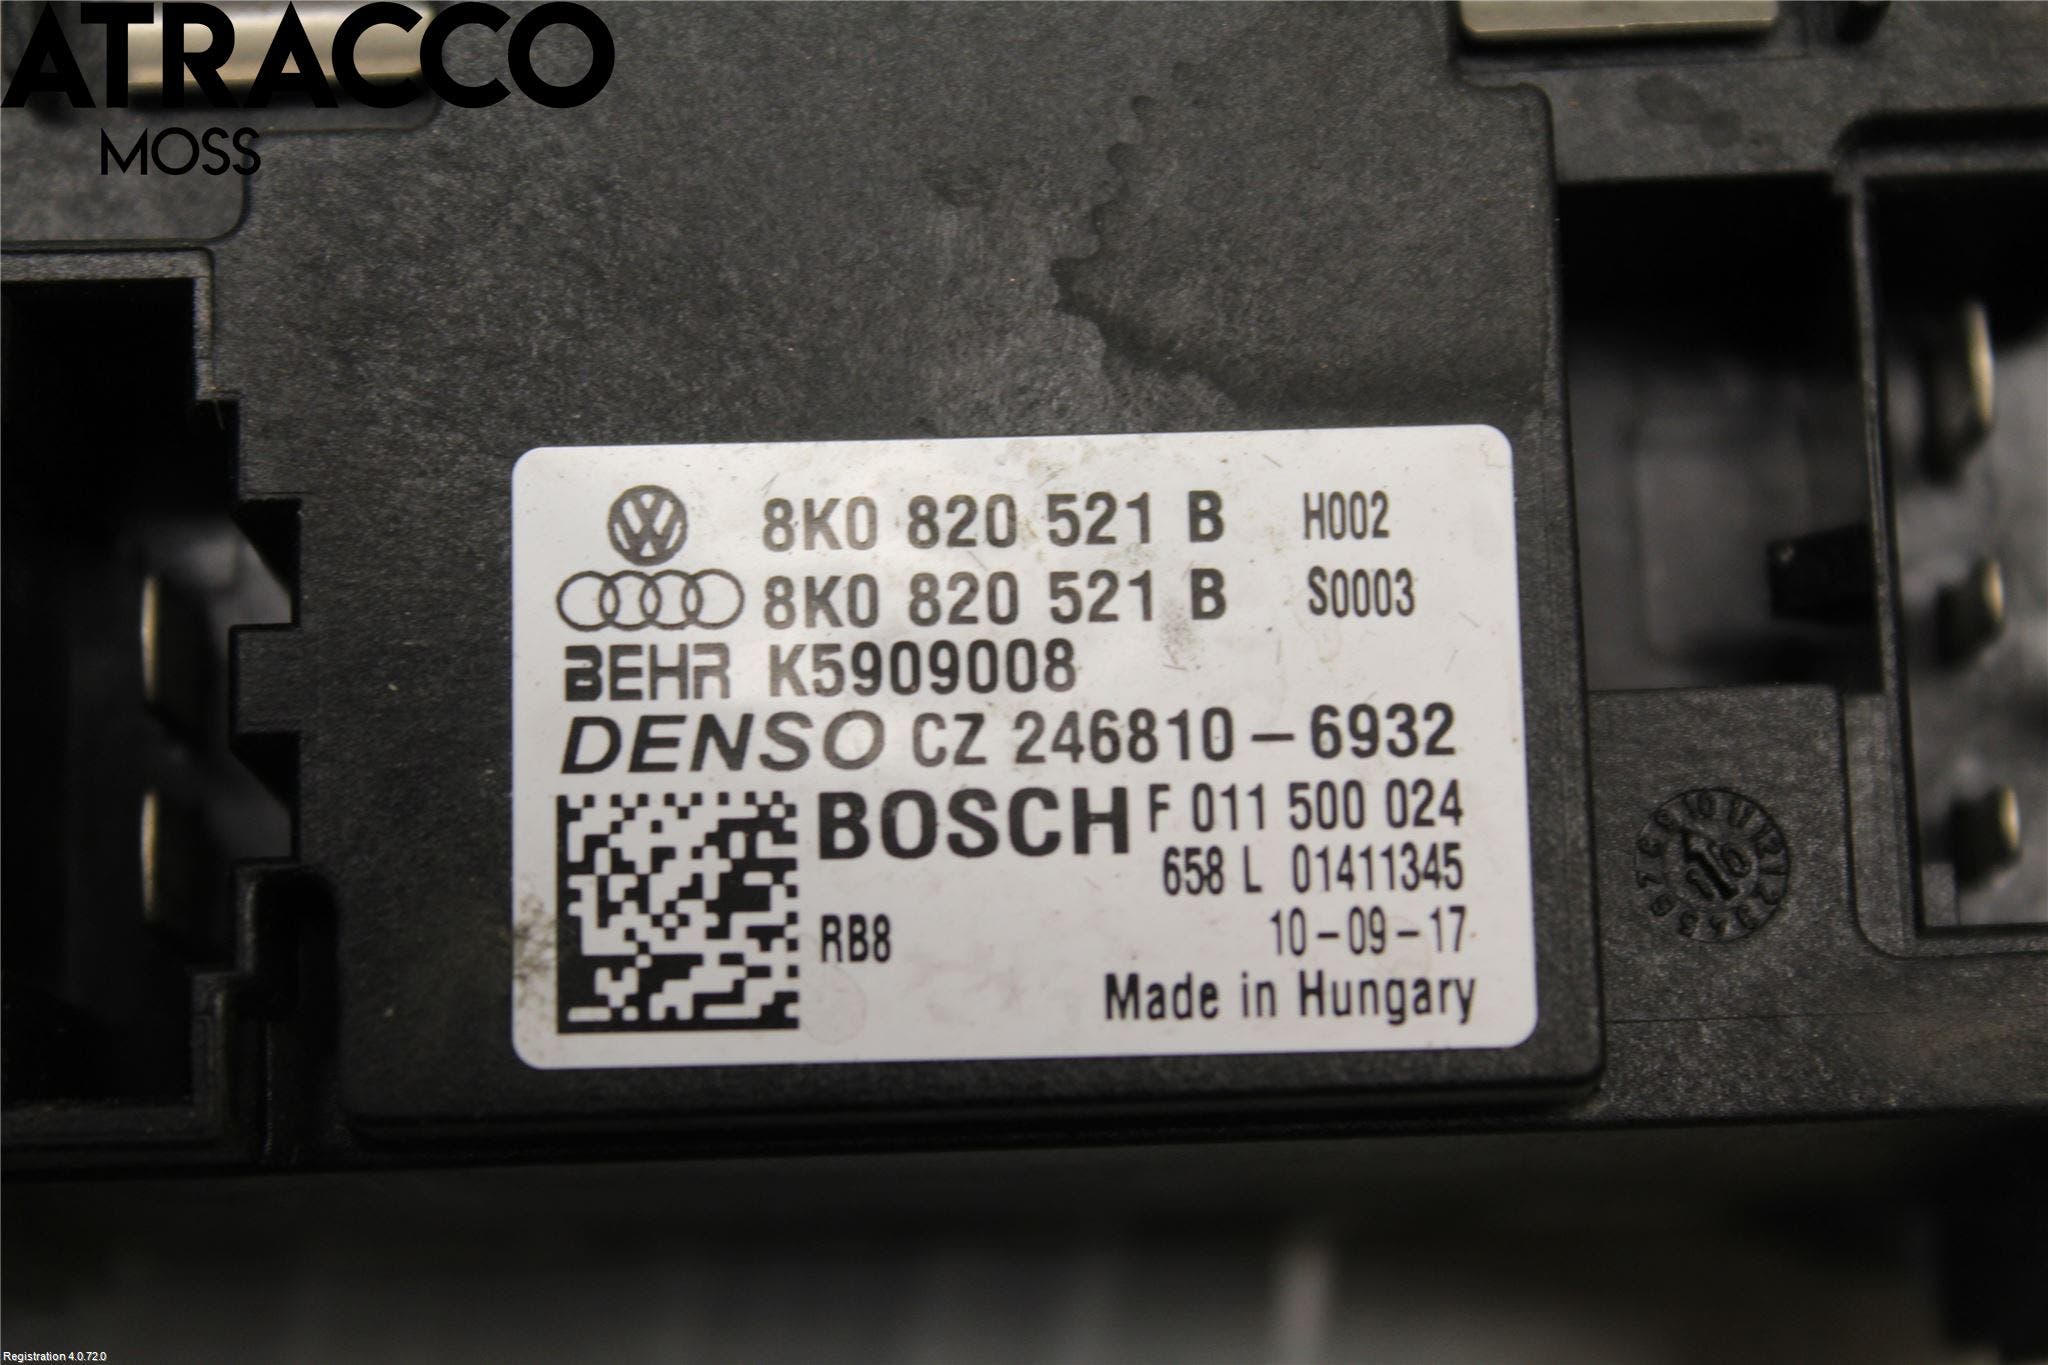 ATRACCO
MOSS
8K0 820 521 B H002
8K0 820 521 B S0003
BEHR K5909008
DENSO CZ 246810-6932
BOSCH F 011 500 024
658 L 01411345
RB8 10-09-17
Made in Hungary
Registration 4.0.72.0